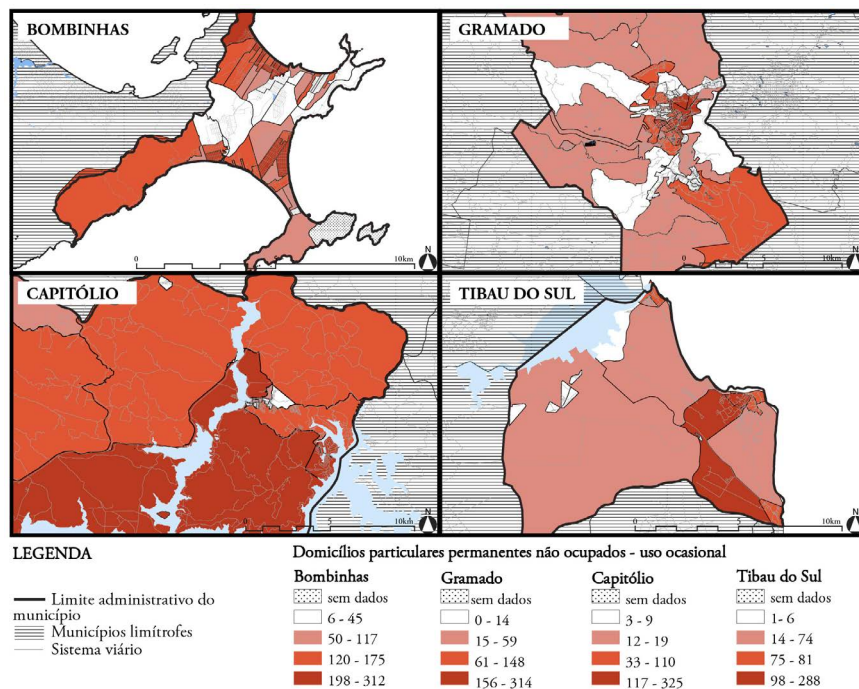 BOMBINHAS
0 5 10km
N
GRAMADO
0 5 10km
N
CAPITÓLIO
0 5 10km
N
TIBAU DO SUL
0 5 10km
N
LEGENDA
Limite administrativo do
município
Municípios limítrofes
Sistema viário
Domicílios particulares permanentes não ocupados - uso ocasional
Bombinhas
sem dados
6 - 45
50 - 117
120 - 175
198 - 312
Gramado
sem dados
0 - 14
15 - 59
61 - 148
156 - 314
Capitólio
sem dados
3 - 9
12 - 19
33 - 110
117 - 325
Tibau do Sul
sem dados
1- 6
14 - 74
75 - 81
98 - 288